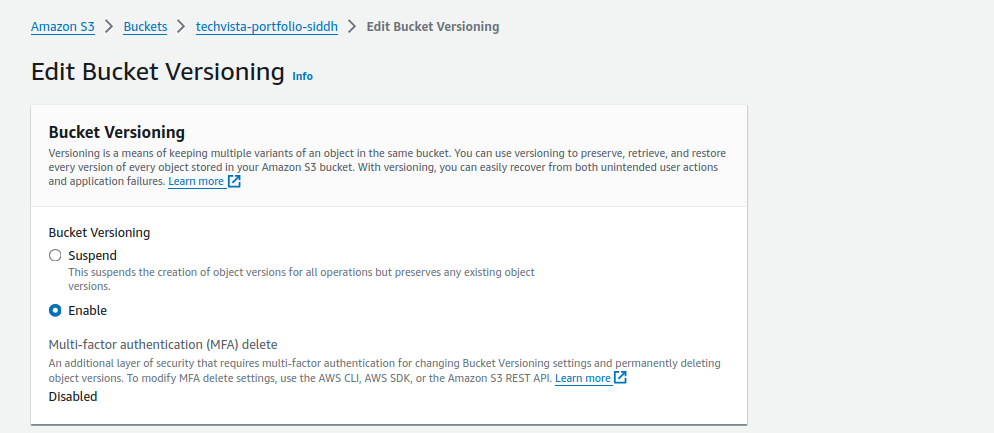 Amazon S3 > Buckets > techvista-portfolio-siddh > Edit Bucket Versioning
Edit Bucket Versioning Info
Bucket Versioning
Versioning is a means of keeping multiple variants of an object in the same bucket. You can use versioning to preserve, retrieve, and restore
every version of every object stored in your Amazon S3 bucket. With versioning, you can easily recover from both unintended user actions
and application failures. Learn more
Bucket Versioning
Suspend
This suspends the creation of object versions for all operations but preserves any existing object
versions.
Enable
Multi-factor authentication (MFA) delete
An additional layer of security that requires multi-factor authentication for changing Bucket Versioning settings and permanently deleting
object versions. To modify MFA delete settings, use the AWS CLI, AWS SDK, or the Amazon S3 REST API. Learn more
Disabled